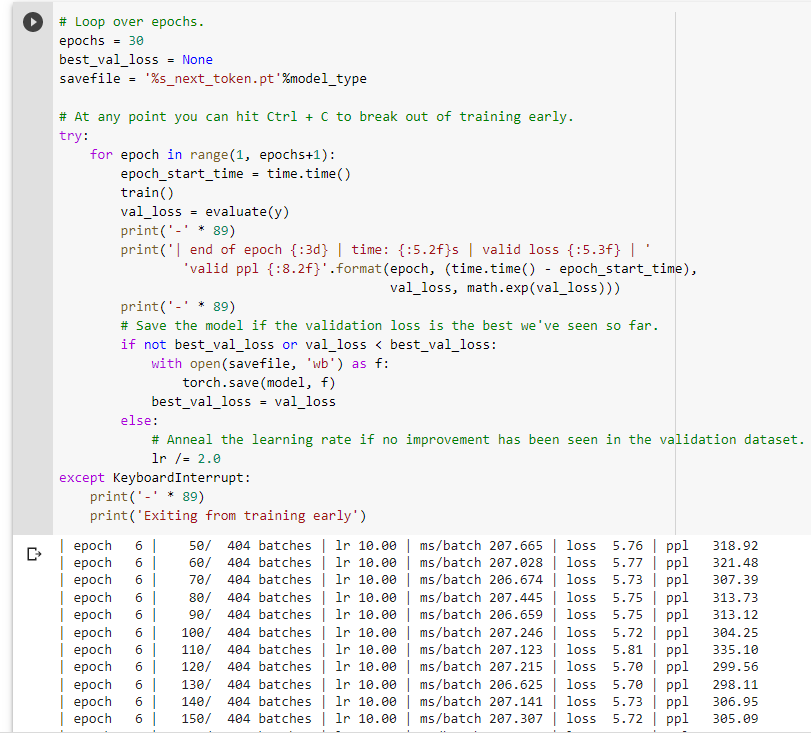 # Loop over epochs.
epochs = 30
best_val_loss = None
savefile = '%s_next_token.pt'%model_type
# At any point you can hit Ctrl + C to break out of training early.
try:
    for epoch in range(1, epochs+1):
        epoch_start_time = time.time()
        train()
        val_loss = evaluate(y)
        print('-' * 89)
        print('| end of epoch {:3d} | time: {:5.2f}s | valid loss {:5.3f} | '
                'valid ppl {:8.2f}'.format(epoch, (time.time() - epoch_start_time),
                                           val_loss, math.exp(val_loss)))
        print('-' * 89)
        # Save the model if the validation loss is the best we've seen so far.
        if not best_val_loss or val_loss < best_val_loss:
            with open(savefile, 'wb') as f:
                torch.save(model, f)
            best_val_loss = val_loss
        else:
            # Anneal the learning rate if no improvement has been seen in the validation dataset.
            lr /= 2.0
except KeyboardInterrupt:
    print('-' * 89)
    print('Exiting from training early')
| epoch   6 |    50/  404 batches | lr 10.00 | ms/batch 207.665 | loss  5.76 | ppl   318.92
| epoch   6 |    60/  404 batches | lr 10.00 | ms/batch 207.028 | loss  5.77 | ppl   321.48
| epoch   6 |    70/  404 batches | lr 10.00 | ms/batch 206.674 | loss  5.73 | ppl   307.39
| epoch   6 |    80/  404 batches | lr 10.00 | ms/batch 207.445 | loss  5.75 | ppl   313.73
| epoch   6 |    90/  404 batches | lr 10.00 | ms/batch 206.659 | loss  5.75 | ppl   313.12
| epoch   6 |   100/  404 batches | lr 10.00 | ms/batch 207.246 | loss  5.72 | ppl   304.25
| epoch   6 |   110/  404 batches | lr 10.00 | ms/batch 207.123 | loss  5.81 | ppl   335.10
| epoch   6 |   120/  404 batches | lr 10.00 | ms/batch 207.215 | loss  5.70 | ppl   299.56
| epoch   6 |   130/  404 batches | lr 10.00 | ms/batch 206.625 | loss  5.70 | ppl   298.11
| epoch   6 |   140/  404 batches | lr 10.00 | ms/batch 207.141 | loss  5.73 | ppl   306.95
| epoch   6 |   150/  404 batches | lr 10.00 | ms/batch 207.307 | loss  5.72 | ppl   305.09